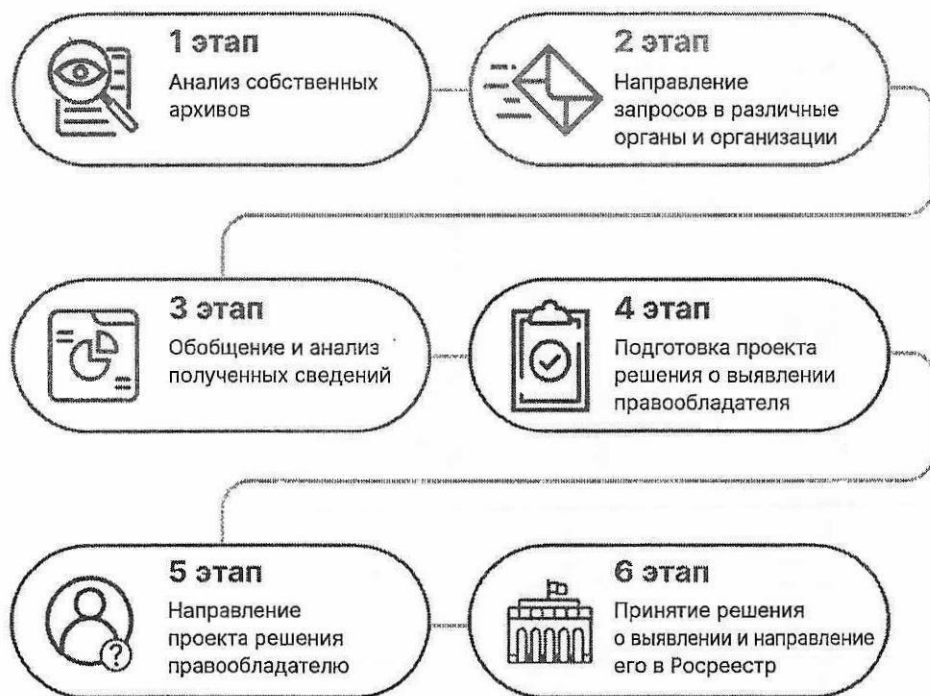 1 этап
Анализ собственных
архивов
2 этап
Направление
запросов в различные
органы и организации
3 этап
Обобщение и анализ
полученных сведений
4 этап
Подготовка проекта
решения о выявлении
правообладателя
5 этап
Направление
проекта решения
правообладателю
?
6 этап
Принятие решения
о выявлении и направление
его в Росреестр